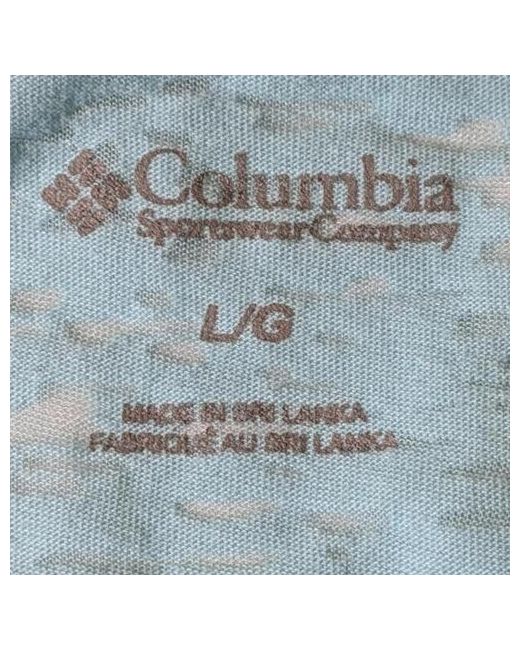 Columbia
Sportswear Company
L/G
MADE IN SRI LANKA
FABRIQUÉ AU SRI LANKA